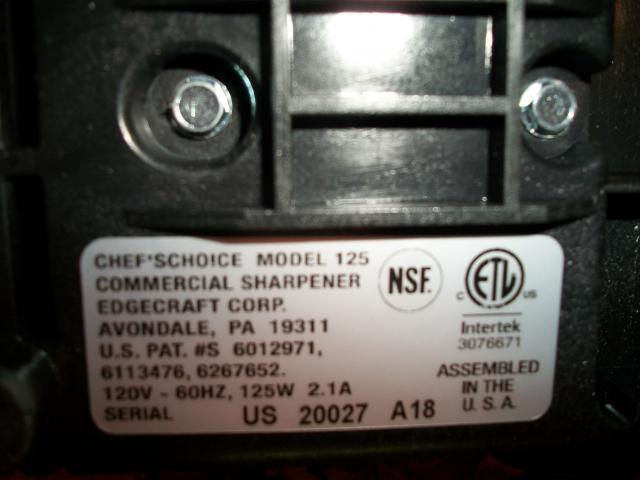 CHEF'SCHOICE MODEL 125
COMMERCIAL SHARPENER
EDGECRAFT CORP.
AVONDALE, PA 19311
U.S. PAT. #S 6012971,
6113476, 6267652.
120V - 60HZ, 125W 2.1A
SERIAL US 20027 A18
NSF.
ETL
C US
Intertek
3076671
ASSEMBLED
IN THE
U.S.A.